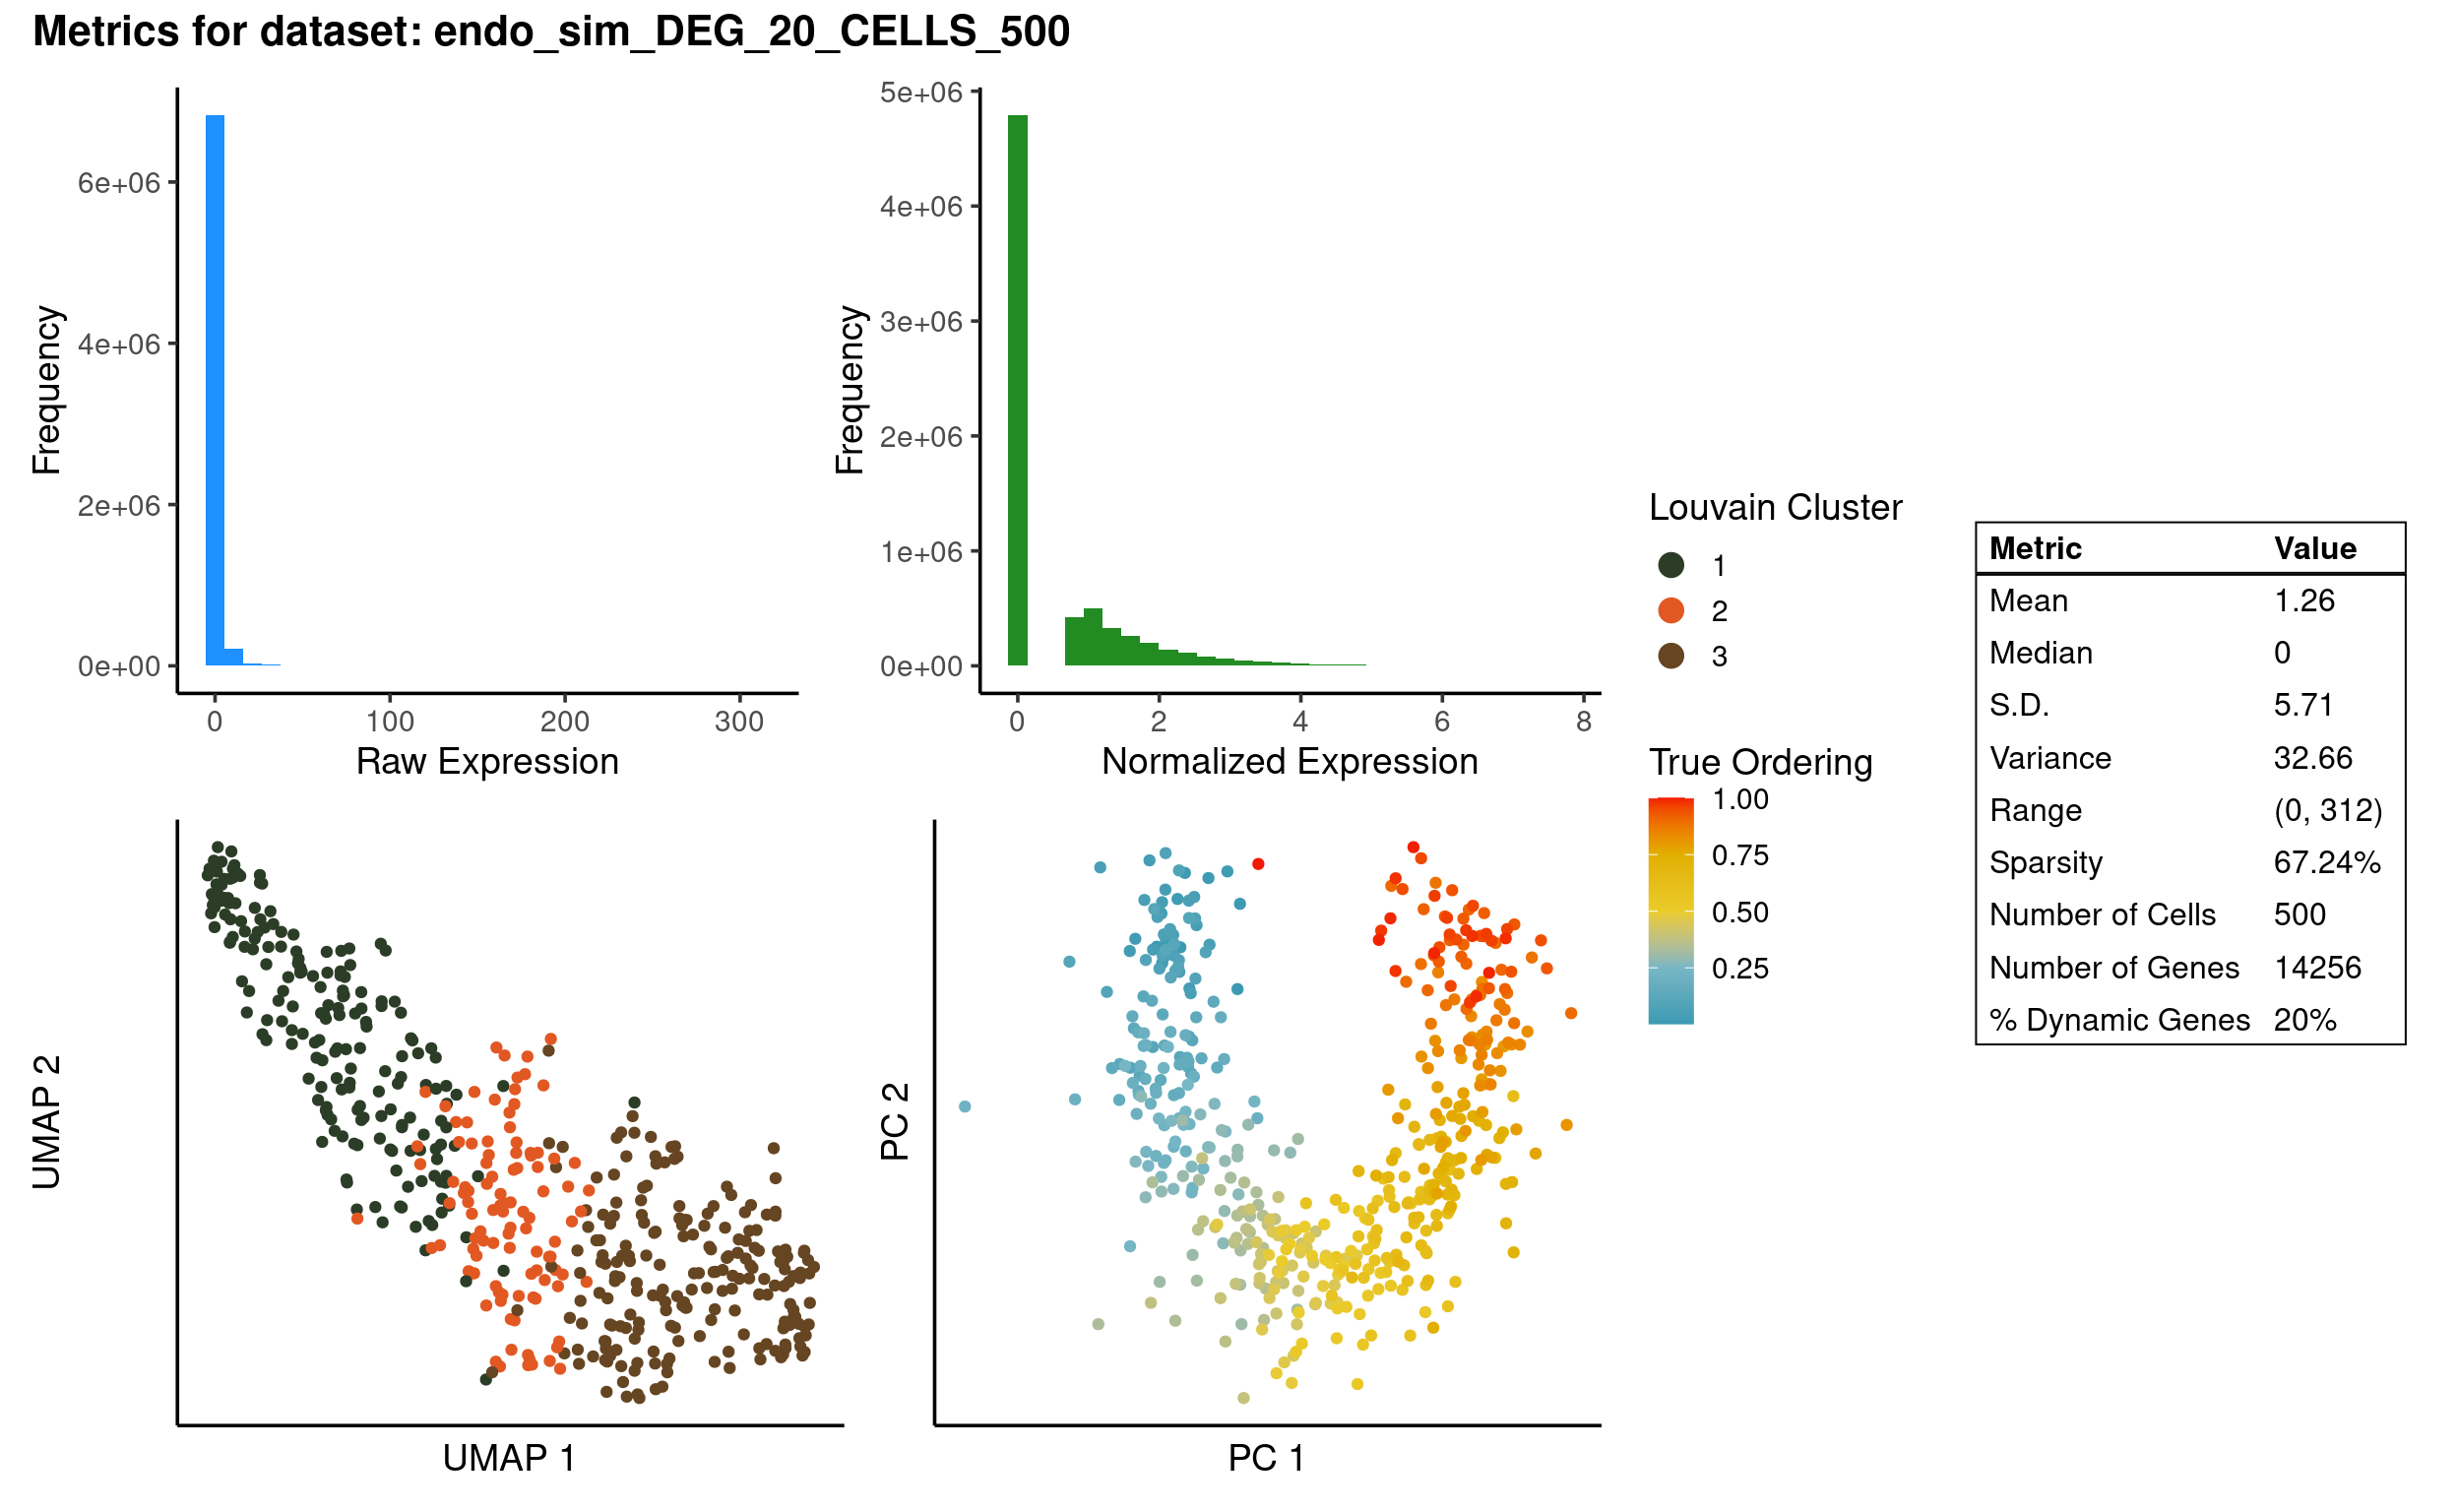 Metrics for dataset: endo_sim_DEG_20_CELLS_500
Frequency
6e+06
4e+06
2e+06
0e+00
0
100
200
300
Raw Expression
Frequency
5e+06
4e+06
3e+06
2e+06
1e+06
0e+00
0
2
4
6
8
Normalized Expression
UMAP 2
UMAP 1
PC 2
PC 1
Louvain Cluster
1
2
3
True Ordering
1.00
0.75
0.50
0.25
Metric Value
Mean 1.26
Median 0
S.D. 5.71
Variance 32.66
Range (0, 312)
Sparsity 67.24%
Number of Cells 500
Number of Genes 14256
% Dynamic Genes 20%